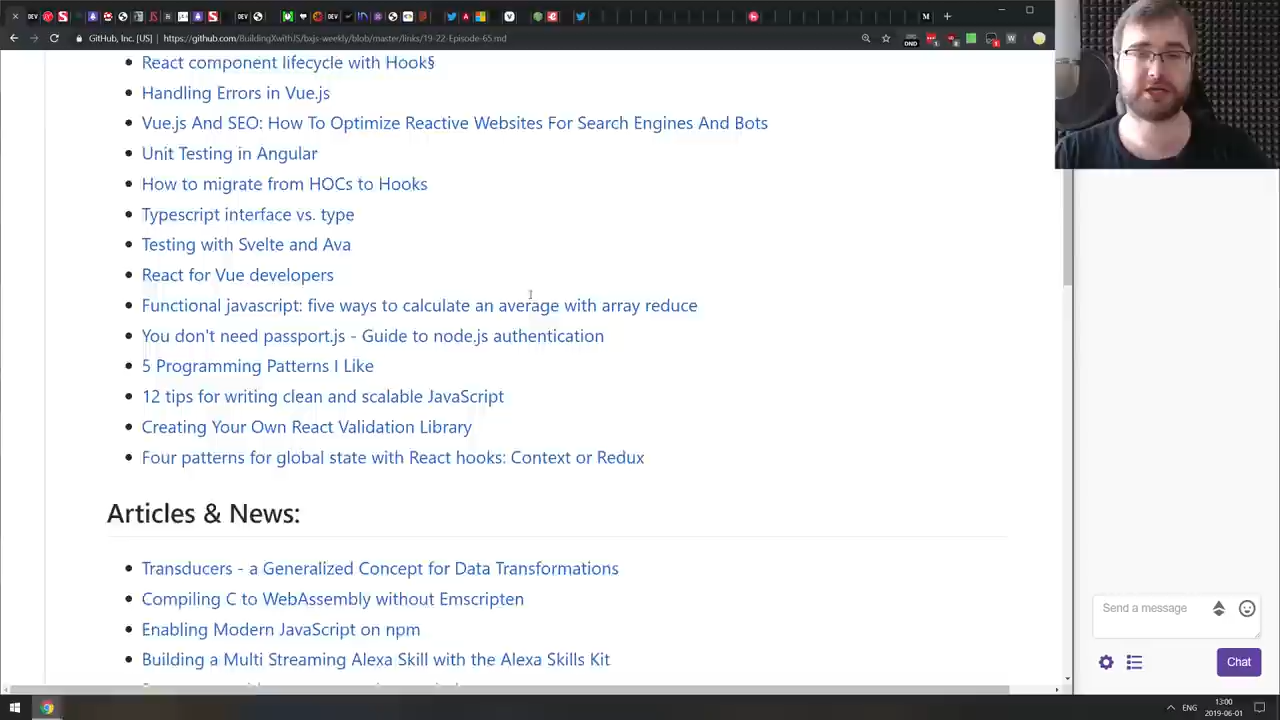 DEV
DEV
DEV
GitHub, Inc. [US]
https://github.com/BuildingXwithJS/bxjs-weekly/blob/master/links/19-22-Episode-65.md
React component lifecycle with Hook§
Handling Errors in Vue.js
Vue.js And SEO: How To Optimize Reactive Websites For Search Engines And Bots
Unit Testing in Angular
How to migrate from HOCs to Hooks
Typescript interface vs. type
Testing with Svelte and Ava
React for Vue developers
Functional javascript: five ways to calculate an average with array reduce
You don't need passport.js - Guide to node.js authentication
5 Programming Patterns I Like
12 tips for writing clean and scalable JavaScript
Creating Your Own React Validation Library
Four patterns for global state with React hooks: Context or Redux
Articles & News:
Transducers - a Generalized Concept for Data Transformations
Compiling C to WebAssembly without Emscripten
Enabling Modern JavaScript on npm
Building a Multi Streaming Alexa Skill with the Alexa Skills Kit
Send a message
Chat
ENG
13:00
2019-06-01